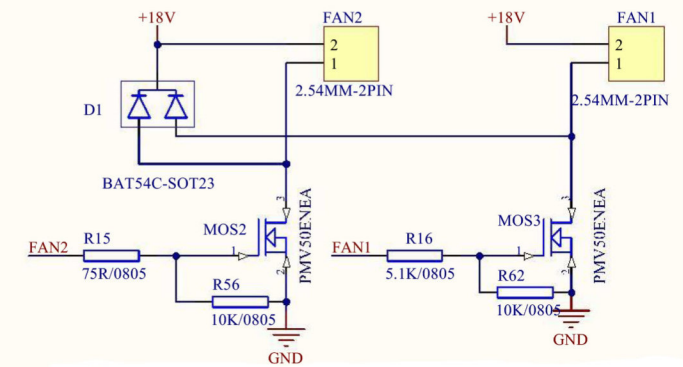 +18V
FAN2
+18V
FAN1
2
1
2
1
D1
2.54MM-2PIN
2.54MM-2PIN
BAT54C-SOT23
3
3
MOS2
PMV50ENEA
MOS3
PMV50ENEA
FAN2
R15
1
FAN1
R16
1
75R/0805
2
5.1K/0805
2
R56
R62
10K/0805
10K/0805
GND
GND